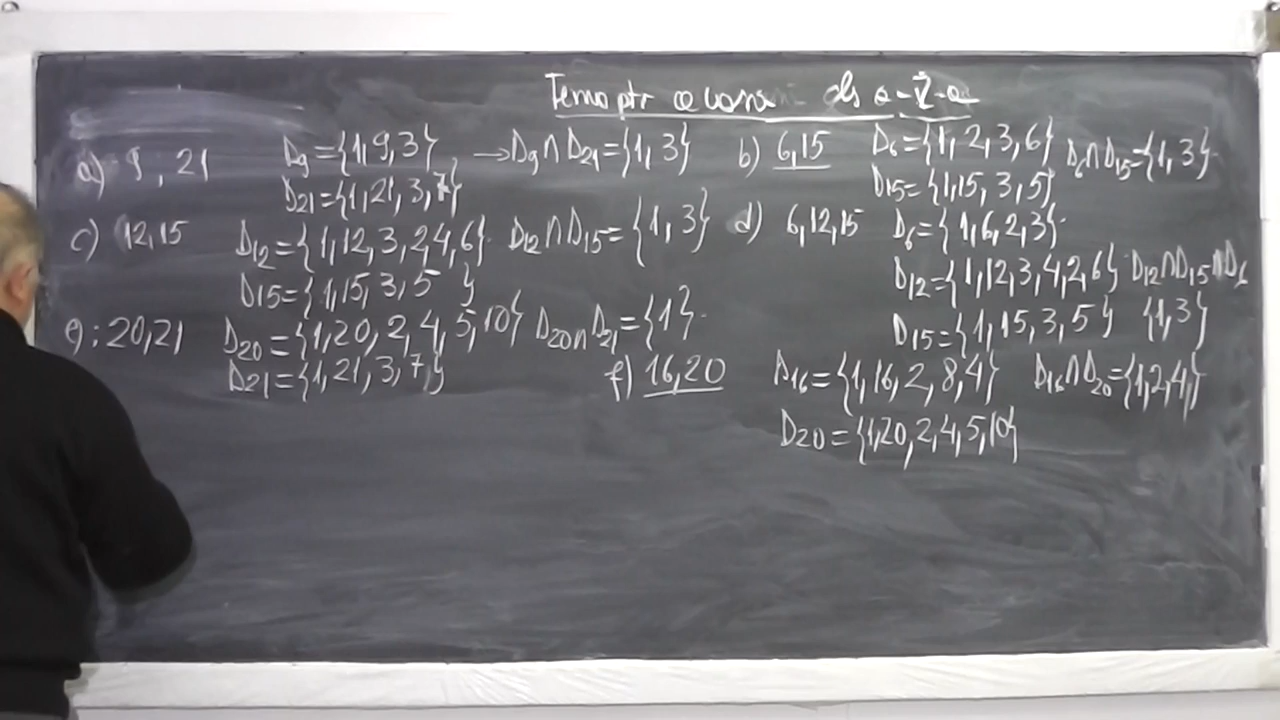 Tema ptr acasă cls a-V-a
a) 9, 21 D9={1,9,3} →D9∩D21={1,3}
D21={1,21,3,7}
b) 6,15 D6={1,2,3,6} D6∩D15={1,3}
D15={1,15,3,5}
c) 12,15 D12={1,12,3,2,4,6} D12∩D15={1,3}
D15={1,15,3,5}
d) 6,12,15 D6={1,6,2,3}
D12={1,12,3,4,2,6} D12∩D15∩D6
D15={1,15,3,5} {1,3}
e): 20,21 D20={1,20,2,4,5,10} D20∩D21={1}
D21={1,21,3,7}
f) 16,20 D16={1,16,2,8,4} D16∩D20={1,2,4,}
D20={1,20,2,4,5,10}